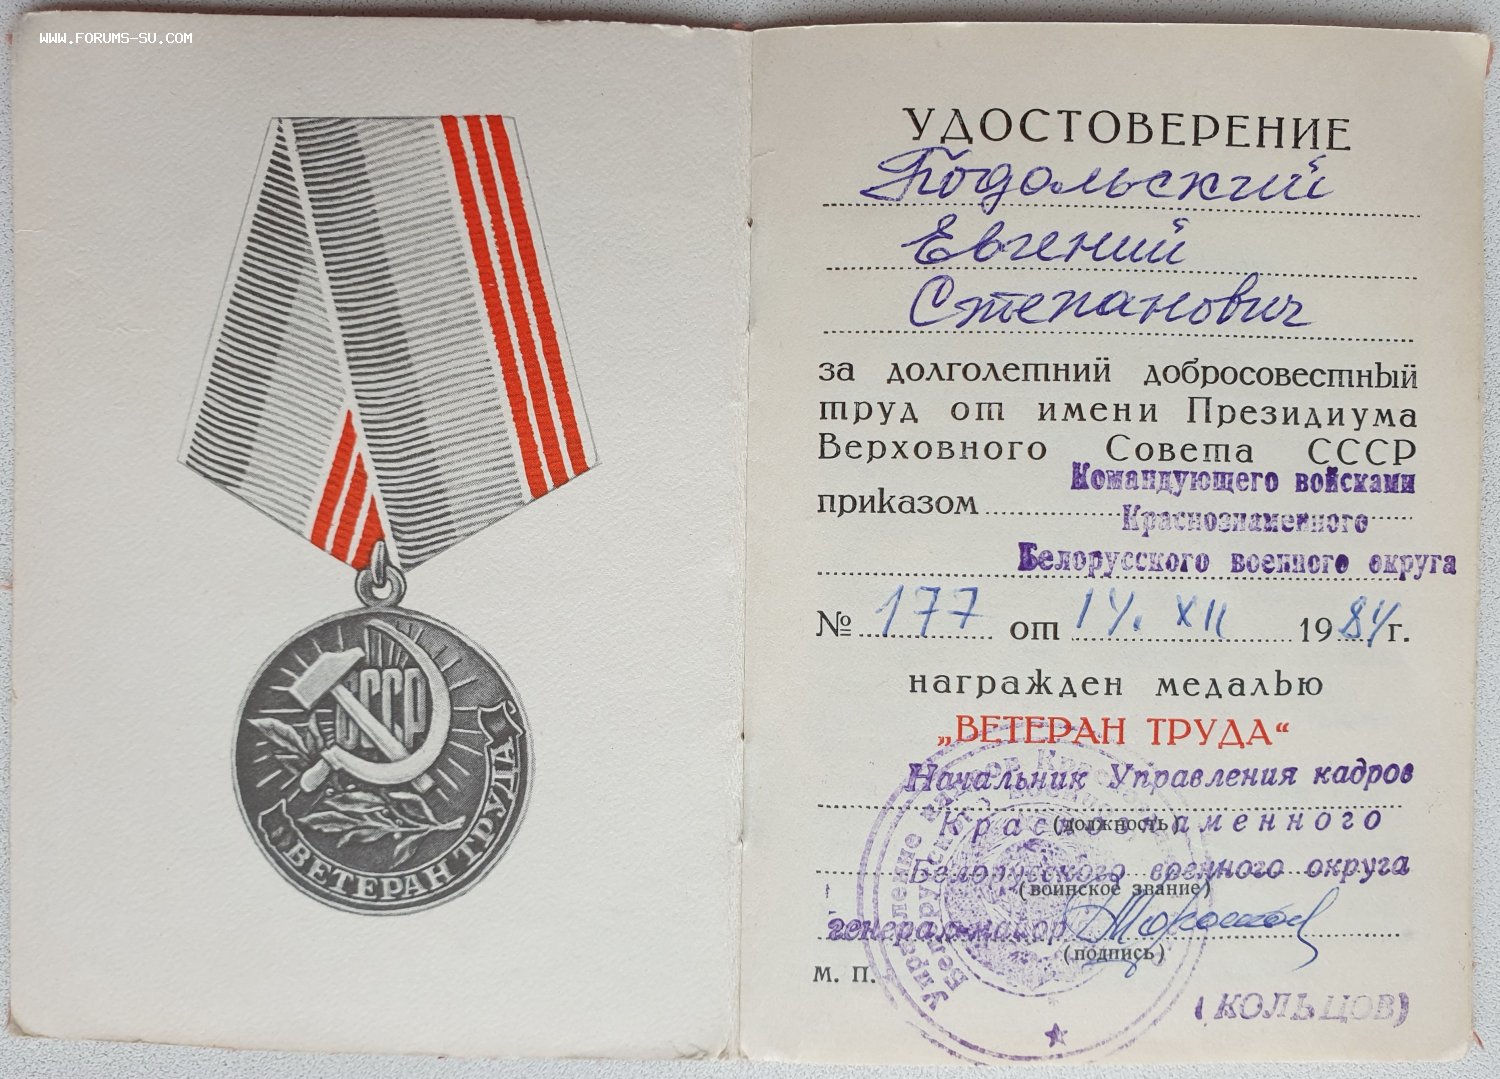 WWW.FORUMS-SU.COM
СССР
ВЕТЕРАН ТРУДА
УДОСТОВЕРЕНИЕ
Подольский
Евгений
Степанович
за долголетний добросовестный
труд от имени Президиума
Верховного Совета СССР
Командующего войсками
приказом
Краснознаменного
Белорусского военного округа
№ 177 от 14. XII 1984 г.
награжден медалью
„ВЕТЕРАН ТРУДА“
Начальник Управления кадров
Краснознаменного
(должность)
Белорусского военного округа
(воинское звание)
генерал-майор
(подпись)
М. П.
(КОЛЬЦОВ)